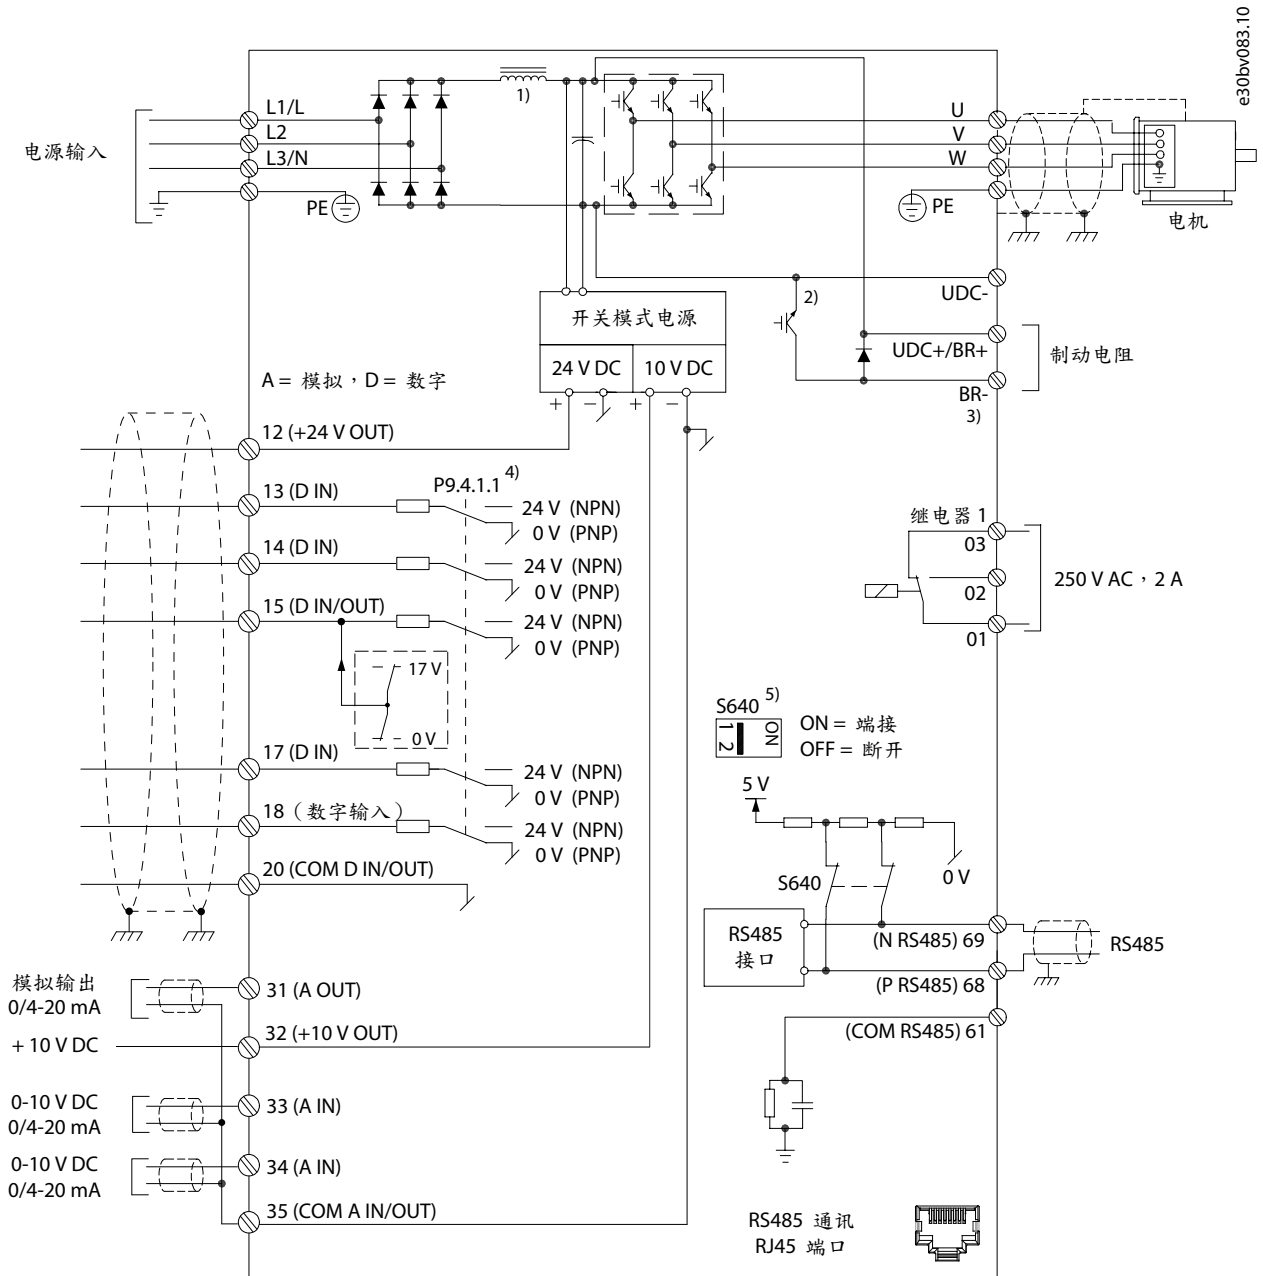 e30bv083.10
电源输入
L1/L
L2
L3/N
PE
1)
U
V
W
PE
电机
UDC-
2)
UDC+/BR+
BR-
3)
制动电阻
开关模式电源
24 V DC
10 V DC
+
−
+
−
A = 模拟，D = 数字
12 (+24 V OUT)
13 (D IN)
P9.4.1.1 4)
24 V (NPN)
0 V (PNP)
14 (D IN)
24 V (NPN)
0 V (PNP)
15 (D IN/OUT)
24 V (NPN)
0 V (PNP)
17 V
0 V
17 (D IN)
24 V (NPN)
0 V (PNP)
18（数字输入）
24 V (NPN)
0 V (PNP)
20 (COM D IN/OUT)
继电器 1
03
02
01
250 V AC，2 A
S640 5)
ON
1 2
ON = 端接
OFF = 断开
5 V
S640
0 V
RS485
接口
(N RS485) 69
(P RS485) 68
RS485
(COM RS485) 61
模拟输出
0/4-20 mA
31 (A OUT)
+ 10 V DC
32 (+10 V OUT)
0-10 V DC
0/4-20 mA
33 (A IN)
0-10 V DC
0/4-20 mA
34 (A IN)
35 (COM A IN/OUT)
RS485 通讯
RJ45 端口